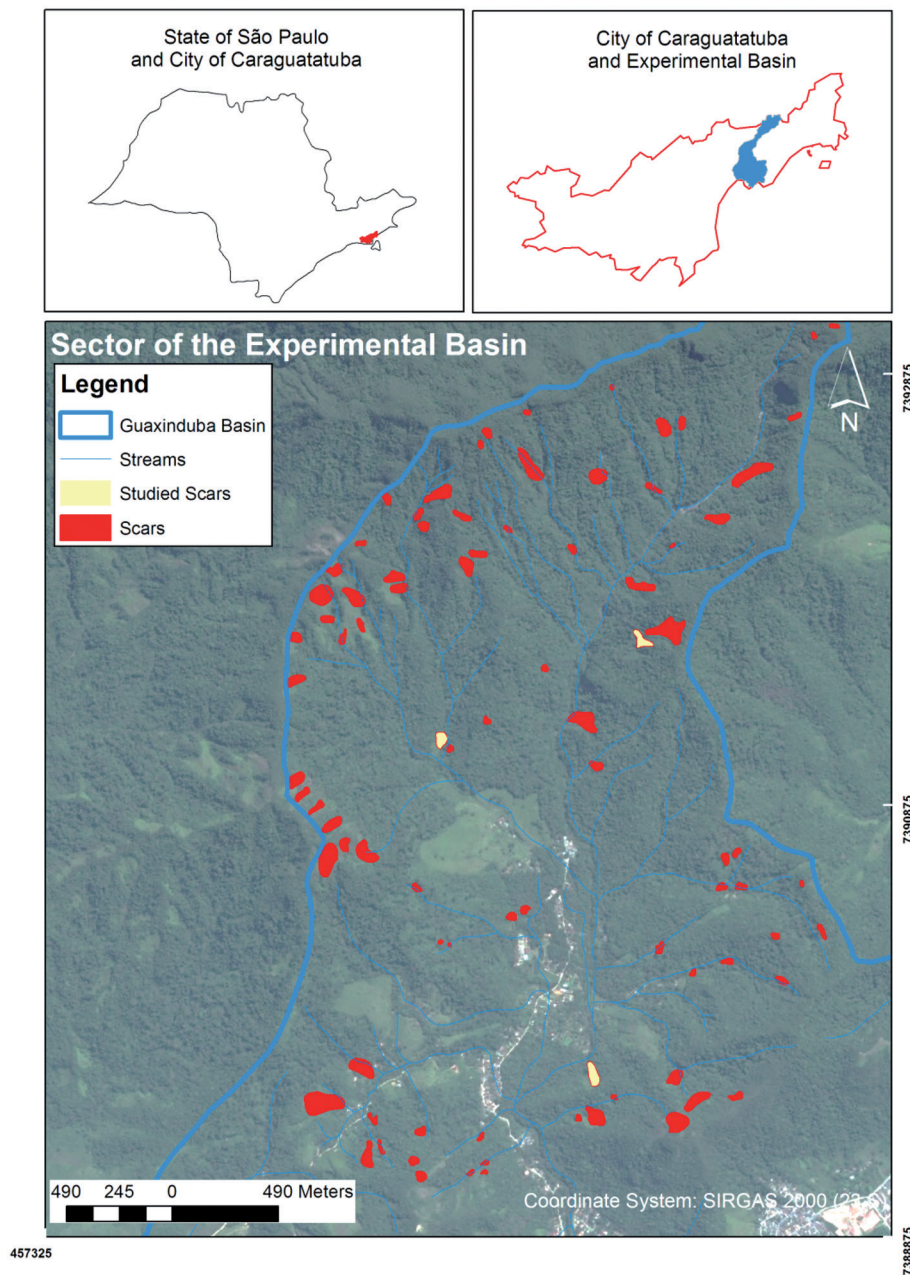 State of São Paulo
and City of Caraguatatuba
City of Caraguatatuba
and Experimental Basin
Sector of the Experimental Basin
Legend
Guaxinduba Basin
Streams
Studied Scars
Scars
N
7392875
7390875
490 245 0 490 Meters
Coordinate System: SIRGAS 2000 (23 S)
457325
7388875